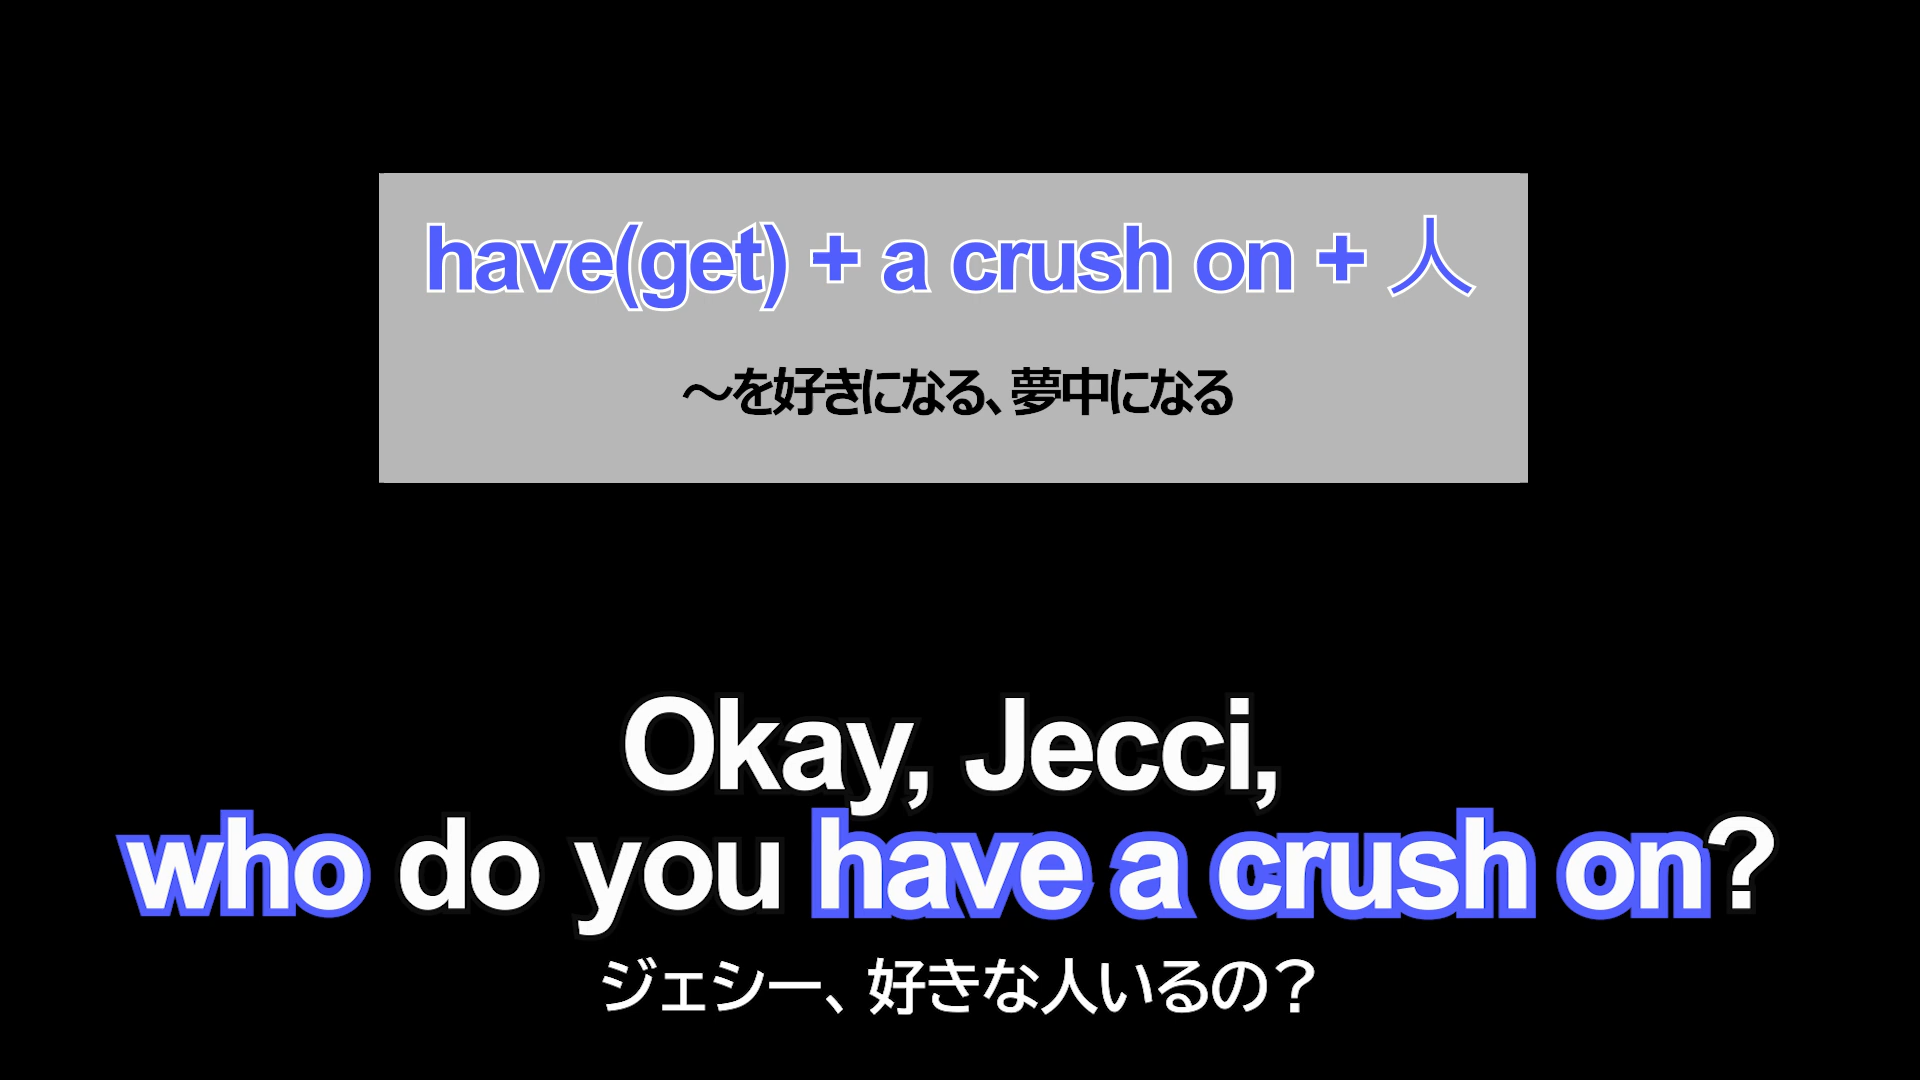 have(get) + a crush on + 人
～を好きになる、夢中になる
Okay, Jecci,
who do you have a crush on?
ジェシー、好きな人いるの？